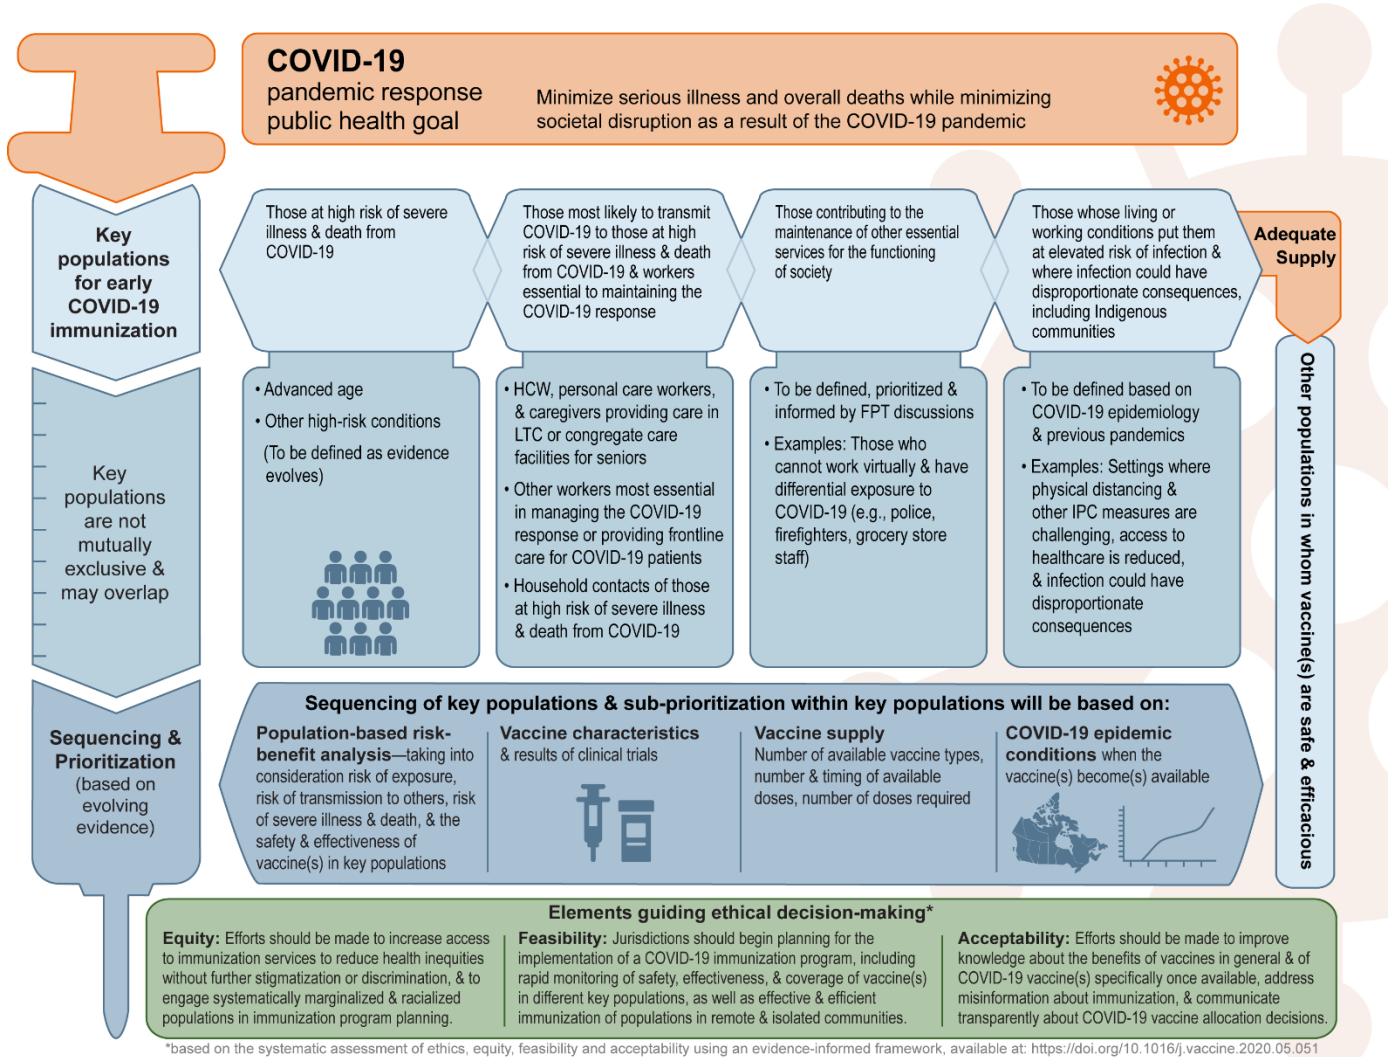 COVID-19
pandemic response
public health goal
Minimize serious illness and overall deaths while minimizing
societal disruption as a result of the COVID-19 pandemic
Key
populations
for early
COVID-19
immunization
Those at high risk of severe
illness & death from
COVID-19
Those most likely to transmit
COVID-19 to those at high
risk of severe illness & death
from COVID-19 & workers
essential to maintaining the
COVID-19 response
Those contributing to the
maintenance of other essential
services for the functioning
of society
Those whose living or
working conditions put them
at elevated risk of infection &
where infection could have
disproportionate consequences,
including Indigenous
communities
Adequate
Supply
Key
populations
are not
mutually
exclusive &
may overlap
• Advanced age
• Other high-risk conditions
(To be defined as evidence
evolves)
• HCW, personal care workers,
& caregivers providing care in
LTC or congregate care
facilities for seniors
• Other workers most essential
in managing the COVID-19
response or providing frontline
care for COVID-19 patients
• Household contacts of those
at high risk of severe illness
& death from COVID-19
• To be defined, prioritized &
informed by FPT discussions
• Examples: Those who
cannot work virtually & have
differential exposure to
COVID-19 (e.g., police,
firefighters, grocery store
staff)
• To be defined based on
COVID-19 epidemiology
& previous pandemics
• Examples: Settings where
physical distancing &
other IPC measures are
challenging, access to
healthcare is reduced,
& infection could have
disproportionate
consequences
Other populations in whom vaccine(s) are safe & efficacious
Sequencing &
Prioritization
(based on
evolving
evidence)
Sequencing of key populations & sub-prioritization within key populations will be based on:
Population-based risk-
benefit analysis—taking into
consideration risk of exposure,
risk of transmission to others, risk
of severe illness & death, & the
safety & effectiveness of
vaccine(s) in key populations
Vaccine characteristics
& results of clinical trials
Vaccine supply
Number of available vaccine types,
number & timing of available
doses, number of doses required
COVID-19 epidemic
conditions when the
vaccine(s) become(s) available
Elements guiding ethical decision-making*
Equity: Efforts should be made to increase access
to immunization services to reduce health inequities
without further stigmatization or discrimination, & to
engage systematically marginalized & racialized
populations in immunization program planning.
Feasibility: Jurisdictions should begin planning for the
implementation of a COVID-19 immunization program, including
rapid monitoring of safety, effectiveness, & coverage of vaccine(s)
in different key populations, as well as effective & efficient
immunization of populations in remote & isolated communities.
Acceptability: Efforts should be made to improve
knowledge about the benefits of vaccines in general & of
COVID-19 vaccine(s) specifically once available, address
misinformation about immunization, & communicate
transparently about COVID-19 vaccine allocation decisions.
*based on the systematic assessment of ethics, equity, feasibility and acceptability using an evidence-informed framework, available at: https://doi.org/10.1016/j.vaccine.2020.05.051